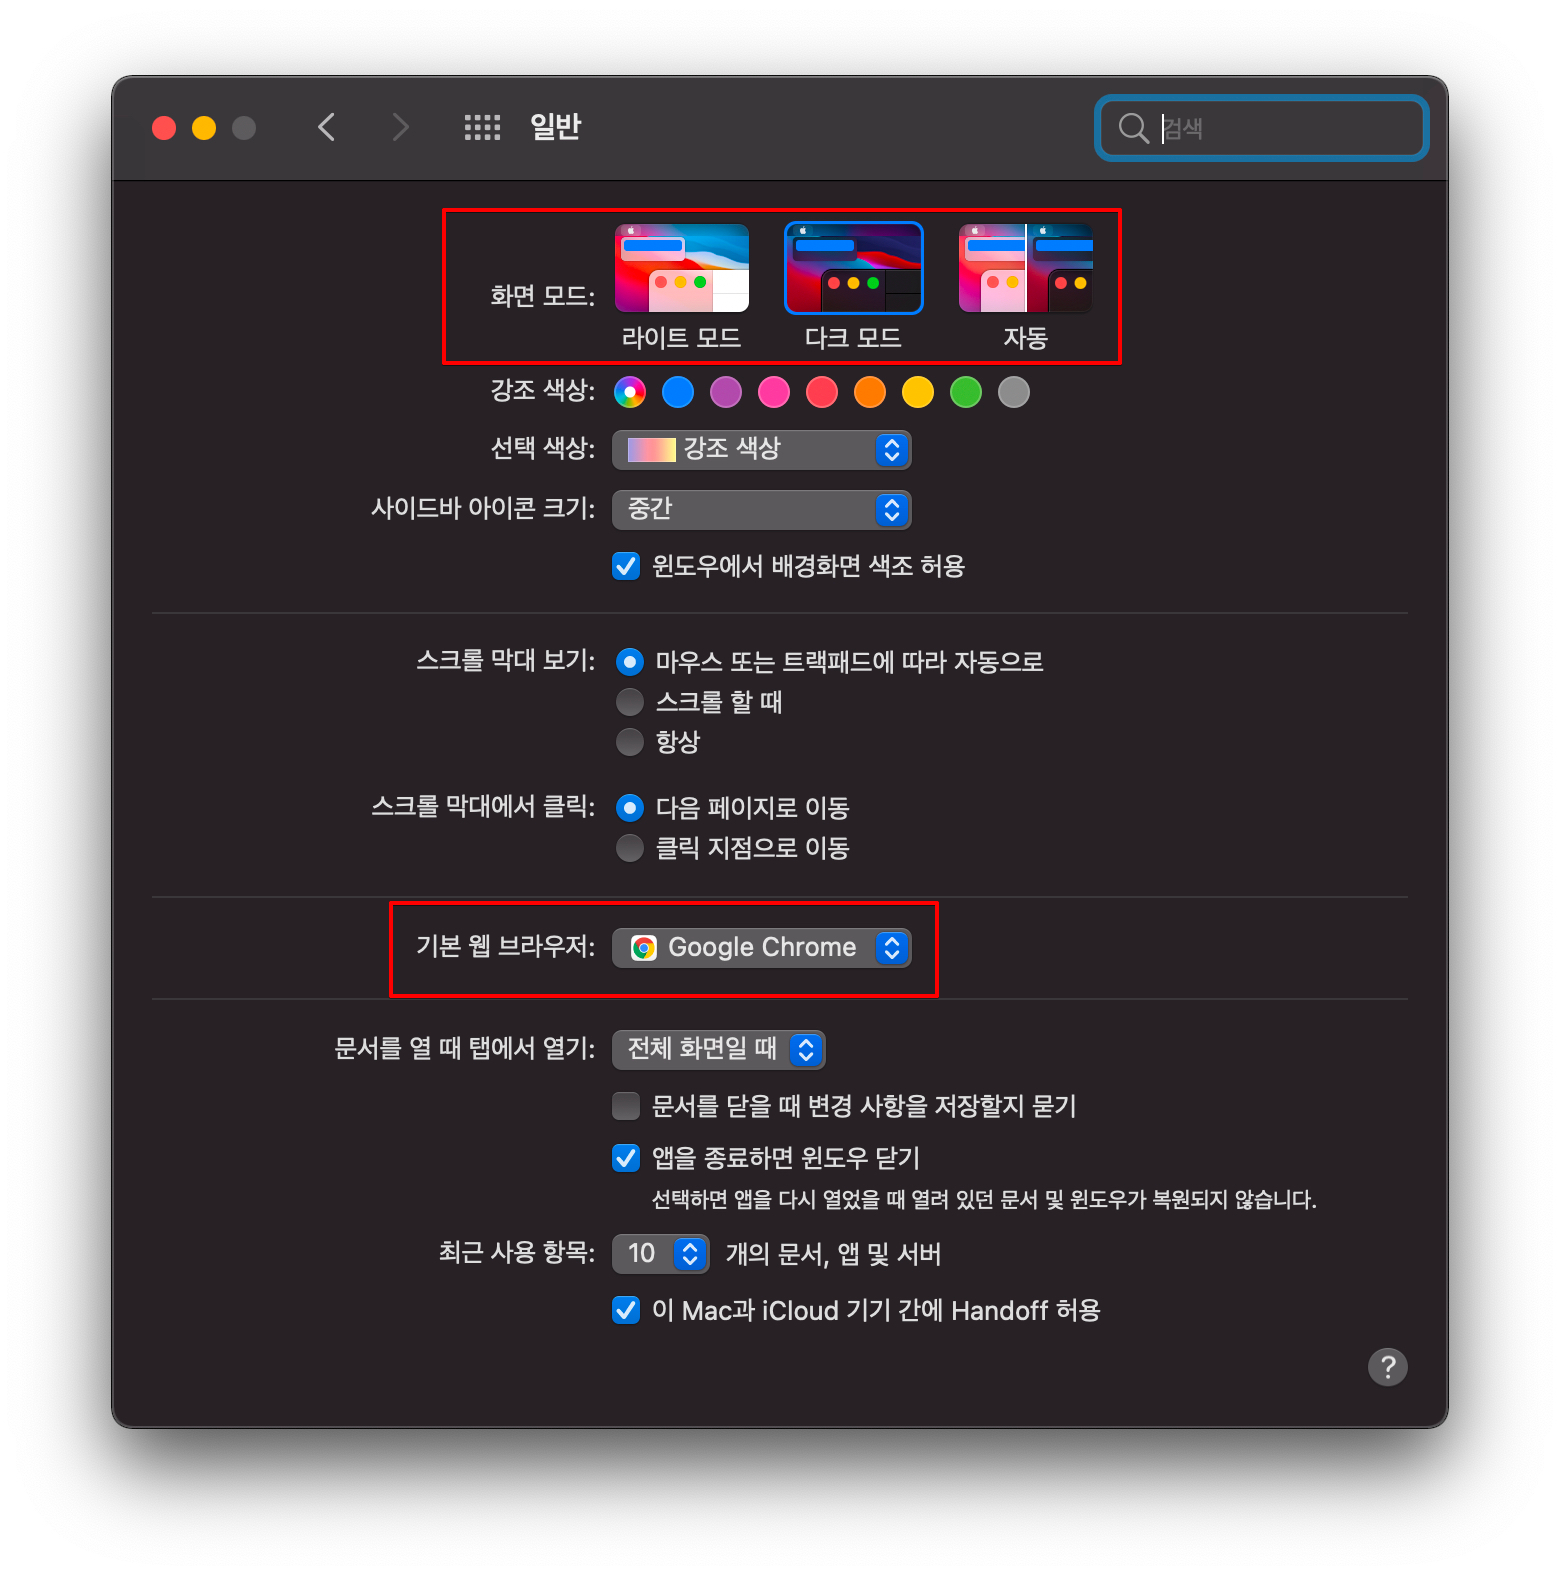 일반
검색
화면 모드:
라이트 모드
다크 모드
자동
강조 색상:
선택 색상:
강조 색상
사이드바 아이콘 크기:
중간
윈도우에서 배경화면 색조 허용
스크롤 막대 보기:
마우스 또는 트랙패드에 따라 자동으로
스크롤 할 때
항상
스크롤 막대에서 클릭:
다음 페이지로 이동
클릭 지점으로 이동
기본 웹 브라우저:
Google Chrome
문서를 열 때 탭에서 열기:
전체 화면일 때
문서를 닫을 때 변경 사항을 저장할지 묻기
앱을 종료하면 윈도우 닫기
선택하면 앱을 다시 열었을 때 열려 있던 문서 및 윈도우가 복원되지 않습니다.
최근 사용 항목:
10
개의 문서, 앱 및 서버
이 Mac과 iCloud 기기 간에 Handoff 허용
?